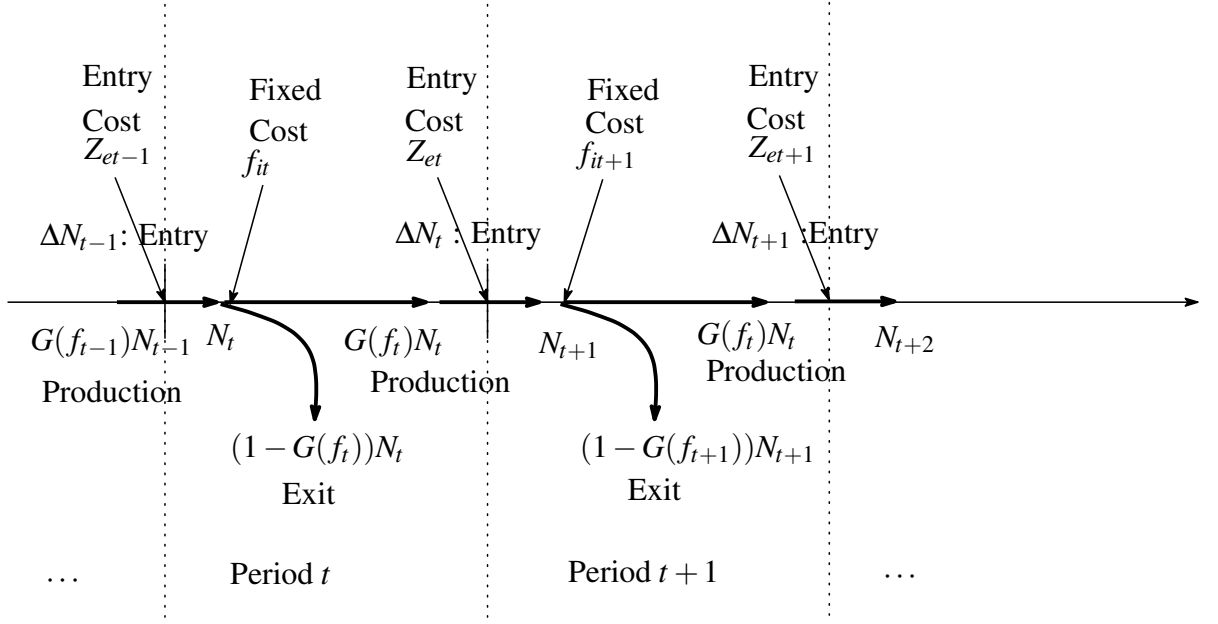 Entry
Cost
Z_{et−1}
Fixed
Cost
f_{it}
Entry
Cost
Z_{et}
Fixed
Cost
f_{it+1}
Entry
Cost
Z_{et+1}
ΔN_{t−1}: Entry
ΔN_t : Entry
ΔN_{t+1} :Entry
G(f_{t−1})N_{t−1}
Production
N_t
G(f_t)N_t
Production
N_{t+1}
G(f_t)N_t
Production
N_{t+2}
(1 − G(f_t))N_t
Exit
(1 − G(f_{t+1}))N_{t+1}
Exit
...
Period t
Period t + 1
...